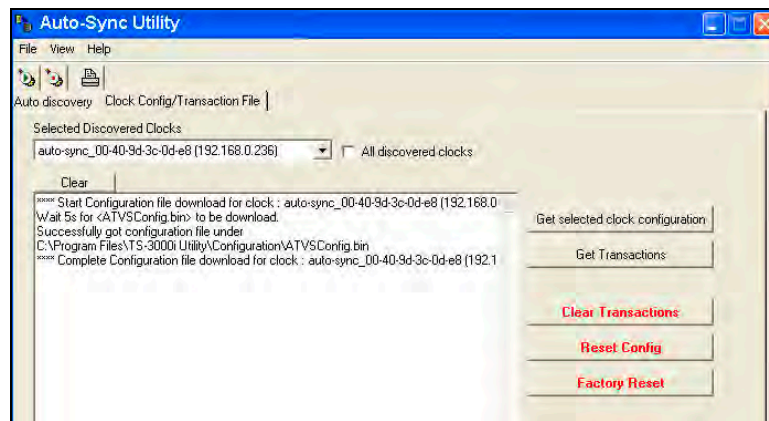 Auto-Sync Utility
File View Help
Auto discovery Clock Config/Transaction File
Selected Discovered Clocks
auto-sync_00-40-9d-3c-0d-e8 (192.168.0.236) All discovered clocks
Clear
**** Start Configuration file download for clock : auto-sync_00-40-9d-3c-0d-e8 (192.168.0
Wait 5s for <ATVSConfig.bin> to be download.
Successfully got configuration file under
C:\Program Files\TS-3000i Utility\Configuration\ATVSConfig.bin
**** Complete Configuration file download for clock : auto-sync_00-40-9d-3c-0d-e8 (192.1
Get selected clock configuration
Get Transactions
Clear Transactions
Reset Config
Factory Reset